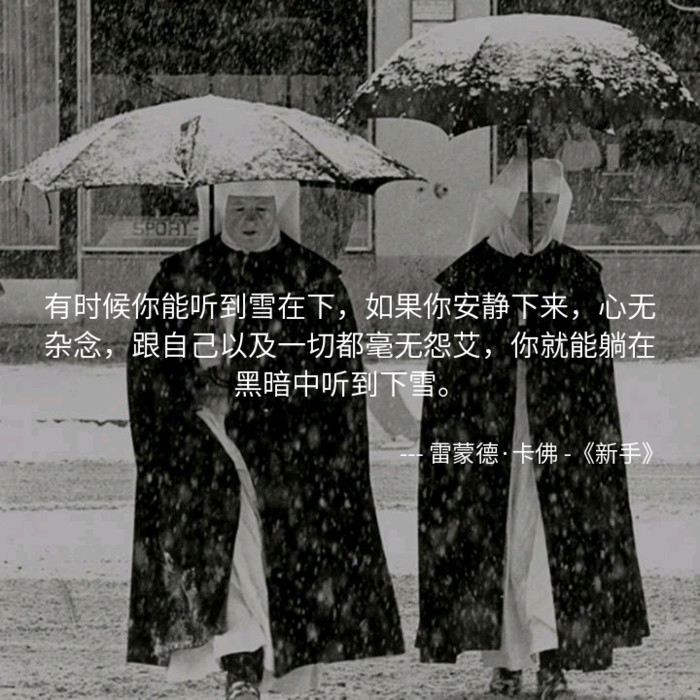 SPORT-
有时候你能听到雪在下，如果你安静下来，心无
杂念，跟自己以及一切都毫无怨艾，你就能躺在
黑暗中听到下雪。
--- 雷蒙德·卡佛 -《新手》